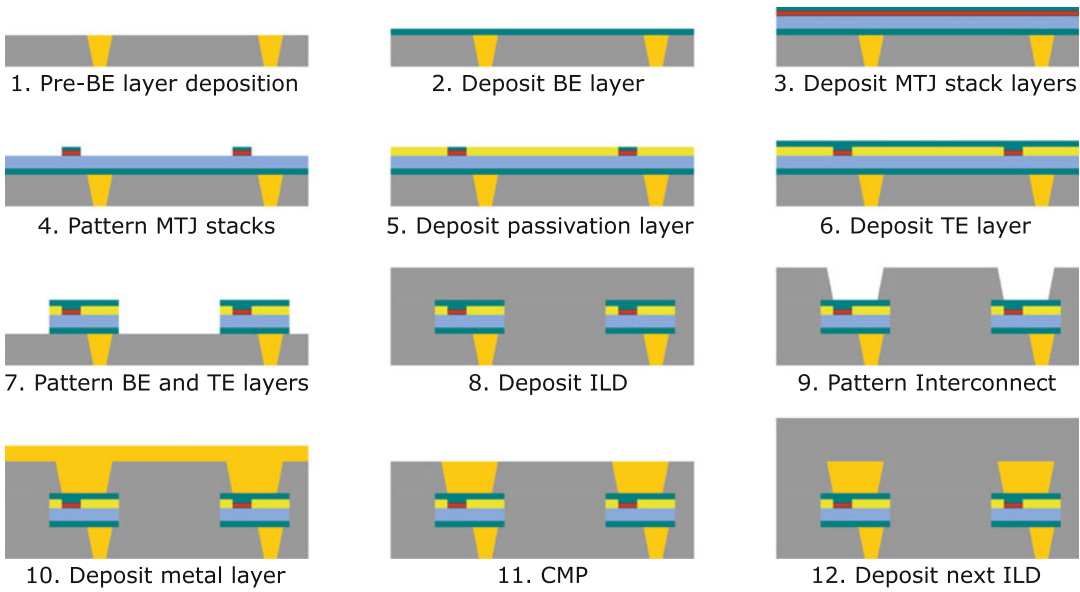 1. Pre-BE layer deposition
2. Deposit BE layer
3. Deposit MTJ stack layers
4. Pattern MTJ stacks
5. Deposit passivation layer
6. Deposit TE layer
7. Pattern BE and TE layers
8. Deposit ILD
9. Pattern Interconnect
10. Deposit metal layer
11. CMP
12. Deposit next ILD